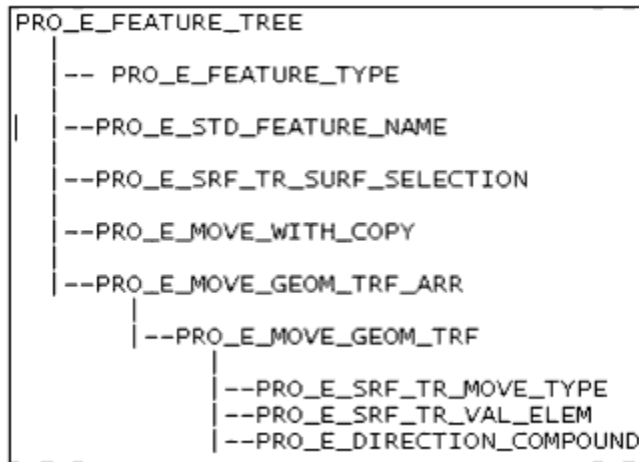 PRO_E_FEATURE_TREE
|-- PRO_E_FEATURE_TYPE
|--PRO_E_STD_FEATURE_NAME
|--PRO_E_SRF_TR_SURF_SELECTION
|--PRO_E_MOVE_WITH_COPY
|--PRO_E_MOVE_GEOM_TRF_ARR
|--PRO_E_MOVE_GEOM_TRF
|--PRO_E_SRF_TR_MOVE_TYPE
|--PRO_E_SRF_TR_VAL_ELEM
|--PRO_E_DIRECTION_COMPOUND